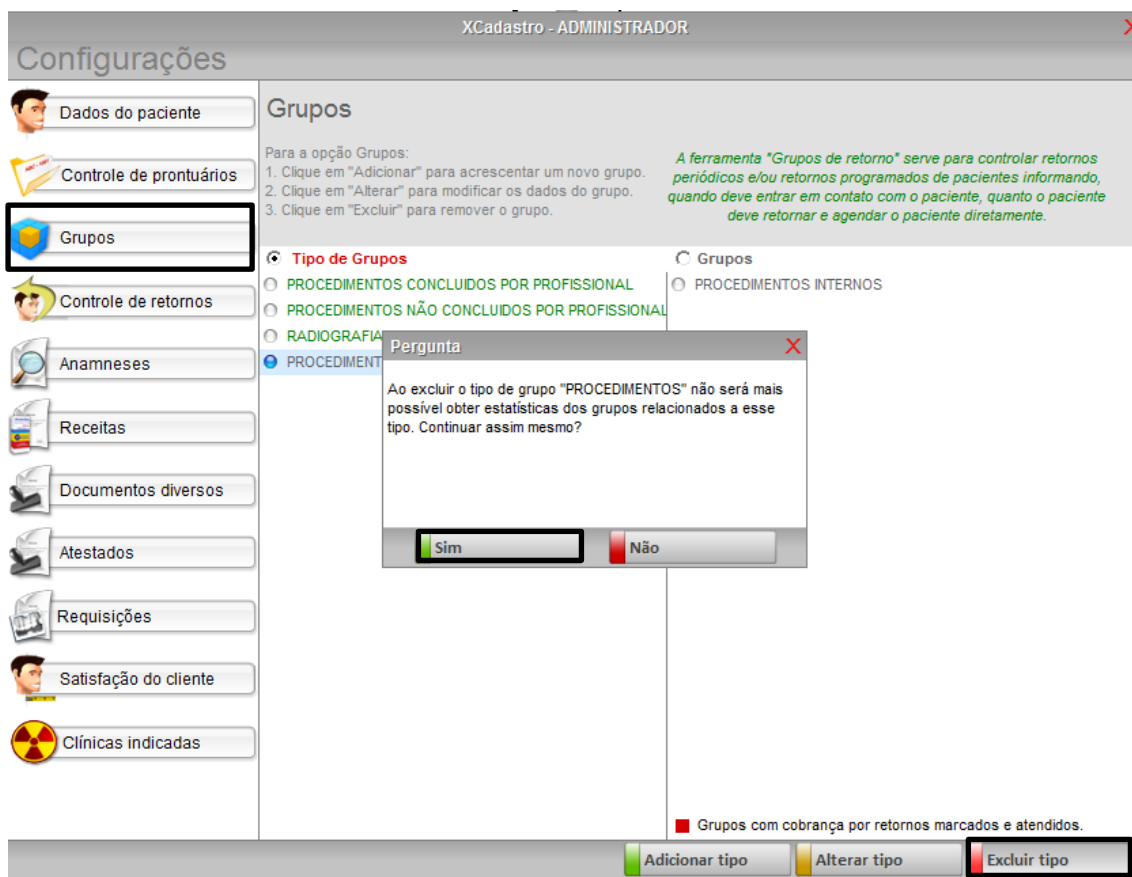 XCadastro - ADMINISTRADOR
X
Configurações
Dados do paciente
Controle de prontuários
Grupos
Controle de retornos
Anamneses
Receitas
Documentos diversos
Atestados
Requisições
Satisfação do cliente
Clínicas indicadas
Grupos
Para a opção Grupos:
1. Clique em "Adicionar" para acrescentar um novo grupo.
2. Clique em "Alterar" para modificar os dados do grupo.
3. Clique em "Excluir" para remover o grupo.
A ferramenta "Grupos de retorno" serve para controlar retornos
periódicos e/ou retornos programados de pacientes informando,
quando deve entrar em contato com o paciente, quanto o paciente
deve retornar e agendar o paciente diretamente.
Tipo de Grupos
PROCEDIMENTOS CONCLUIDOS POR PROFISSIONAL
PROCEDIMENTOS NÃO CONCLUIDOS POR PROFISSIONAL
RADIOGRAFIA
PROCEDIMENT
Grupos
PROCEDIMENTOS INTERNOS
Pergunta
X
Ao excluir o tipo de grupo "PROCEDIMENTOS" não será mais
possível obter estatísticas dos grupos relacionados a esse
tipo. Continuar assim mesmo?
Sim
Não
Grupos com cobrança por retornos marcados e atendidos.
Adicionar tipo
Alterar tipo
Excluir tipo